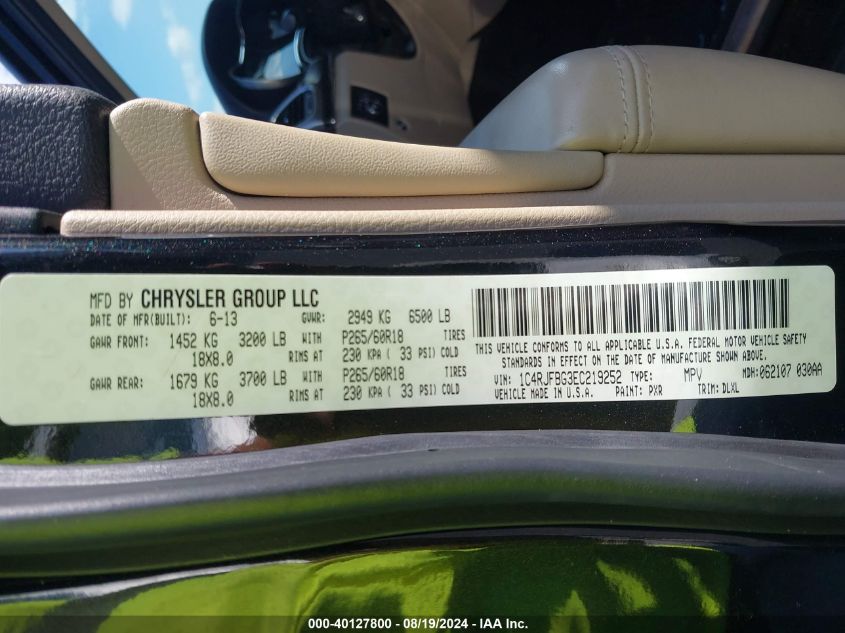 MFD BY CHRYSLER GROUP LLC
DATE OF MFR(BUILT): 6-13 GVWR: 2949 KG 6500 LB
GAWR FRONT: 1452 KG 3200 LB WITH P265/60R18 TIRES
18X8.0 RIMS AT 230 KPA ( 33 PSI) COLD
GAWR REAR: 1679 KG 3700 LB WITH P265/60R18 TIRES
18X8.0 RIMS AT 230 KPA ( 33 PSI) COLD
THIS VEHICLE CONFORMS TO ALL APPLICABLE U.S.A. FEDERAL MOTOR VEHICLE SAFETY
STANDARDS IN EFFECT ON THE DATE OF MANUFACTURE SHOWN ABOVE.
VIN: 1C4RJFBG3EC219252 TYPE: MPV MDH: 062107 030AA
VEHICLE MADE IN U.S.A. PAINT: PXR TRIM: DLXL
000-40127800 - 08/19/2024 - IAA Inc.